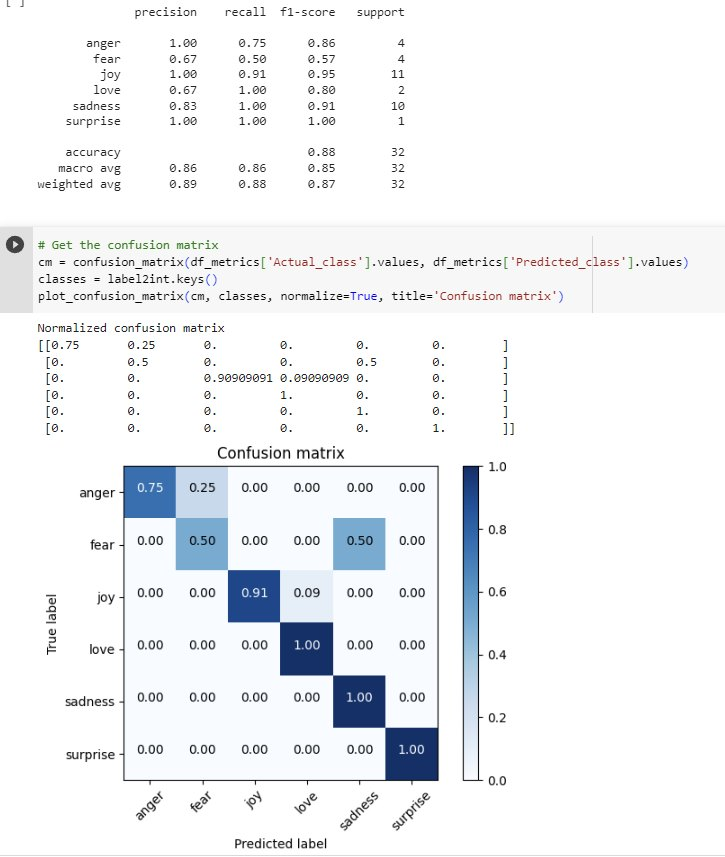 [ ]
precision recall f1-score support
anger 1.00 0.75 0.86 4
fear 0.67 0.50 0.57 4
joy 1.00 0.91 0.95 11
love 0.67 1.00 0.80 2
sadness 0.83 1.00 0.91 10
surprise 1.00 1.00 1.00 1
accuracy 0.88 32
macro avg 0.86 0.86 0.85 32
weighted avg 0.89 0.88 0.87 32
# Get the confusion matrix
cm = confusion_matrix(df_metrics['Actual_class'].values, df_metrics['Predicted_class'].values)
classes = label2int.keys()
plot_confusion_matrix(cm, classes, normalize=True, title='Confusion matrix')
Normalized confusion matrix
[[0.75 0.25 0. 0. 0. 0. ]
[0. 0.5 0. 0. 0.5 0. ]
[0. 0. 0.90909091 0.09090909 0. 0. ]
[0. 0. 0. 1. 0. 0. ]
[0. 0. 0. 0. 1. 0. ]
[0. 0. 0. 0. 0. 1. ]]
Confusion matrix
anger 0.75 0.25 0.00 0.00 0.00 0.00
fear 0.00 0.50 0.00 0.00 0.50 0.00
joy 0.00 0.00 0.91 0.09 0.00 0.00
love 0.00 0.00 0.00 1.00 0.00 0.00
sadness 0.00 0.00 0.00 0.00 1.00 0.00
surprise 0.00 0.00 0.00 0.00 0.00 1.00
True label
anger fear joy love sadness surprise
Predicted label
1.0
0.8
0.6
0.4
0.2
0.0